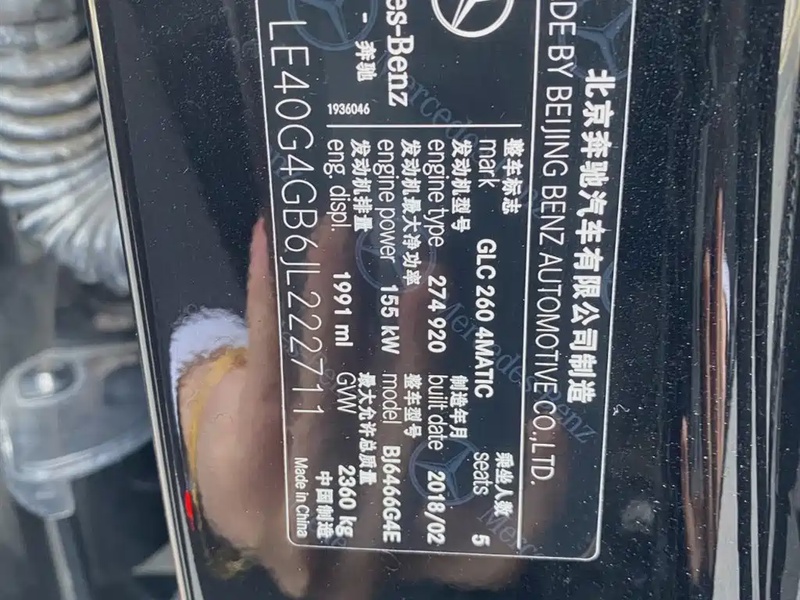 北京奔驰汽车有限公司制造
MADE BY BEIJING BENZ AUTOMOTIVE CO.,LTD.
整车标志 乘坐人数
mark GLC 260 4MATIC seats 5
发动机型号 制造年月
engine type 274 920 built date 2018/02
发动机最大净功率 整车型号
engine power 155 kW model BJ6466G4E
发动机排量 最大允许总质量
eng. displ. 1991 ml GVW 2360 kg
es-Benz
- 奔驰
1936046
中国制造
Made in China
LE40G4GB6JL222711
Mercedes-Benz